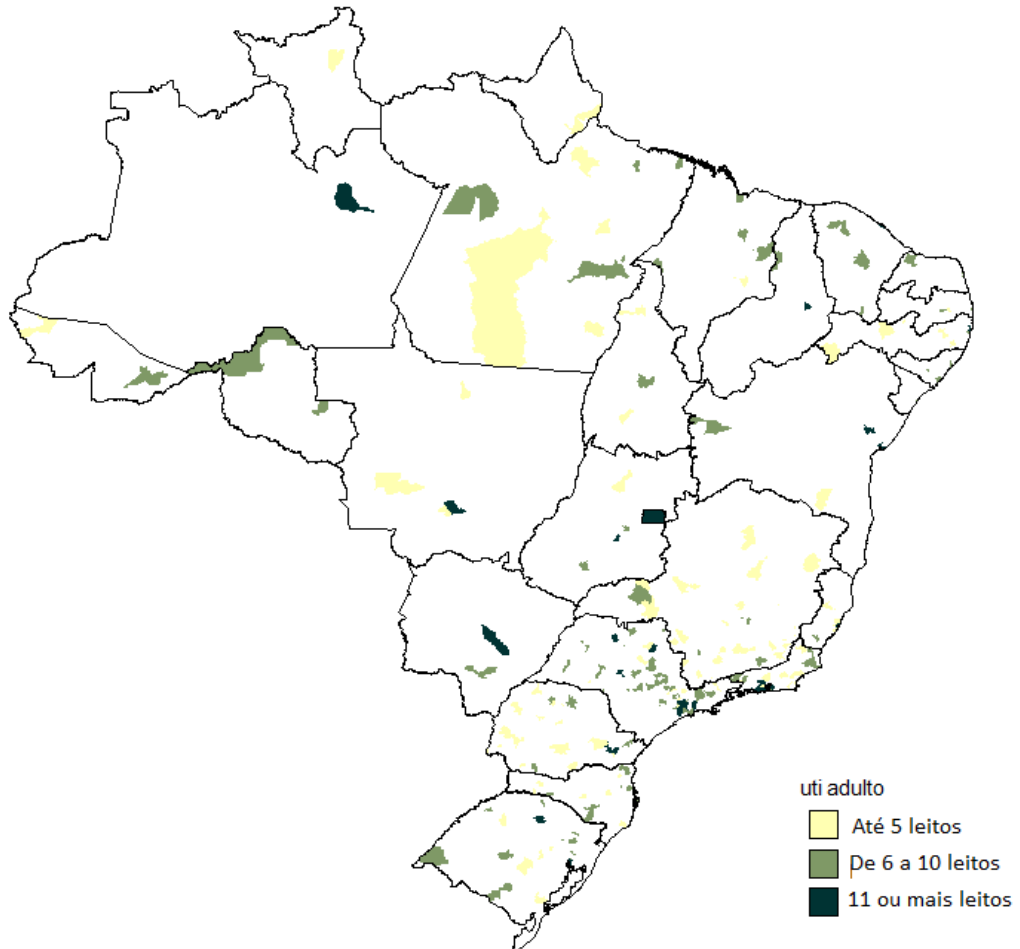 uti adulto
Até 5 leitos
De 6 a 10 leitos
11 ou mais leitos